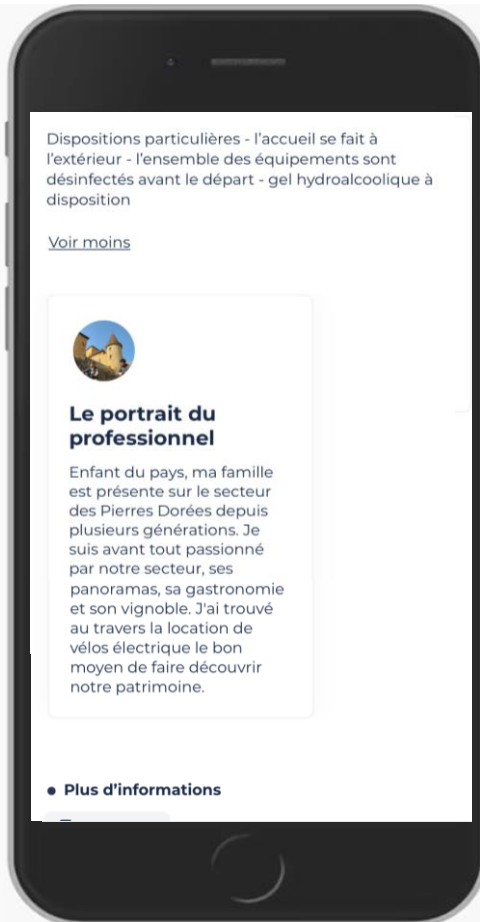 Dispositions particulières - l'accueil se fait à
l'extérieur - l'ensemble des équipements sont
désinfectés avant le départ - gel hydroalcoolique à
disposition
Voir moins
Le portrait du
professionnel
Enfant du pays, ma famille
est présente sur le secteur
des Pierres Dorées depuis
plusieurs générations. Je
suis avant tout passionné
par notre secteur, ses
panoramas, sa gastronomie
et son vignoble. J'ai trouvé
au travers la location de
vélos électrique le bon
moyen de faire découvrir
notre patrimoine.
• Plus d'informations